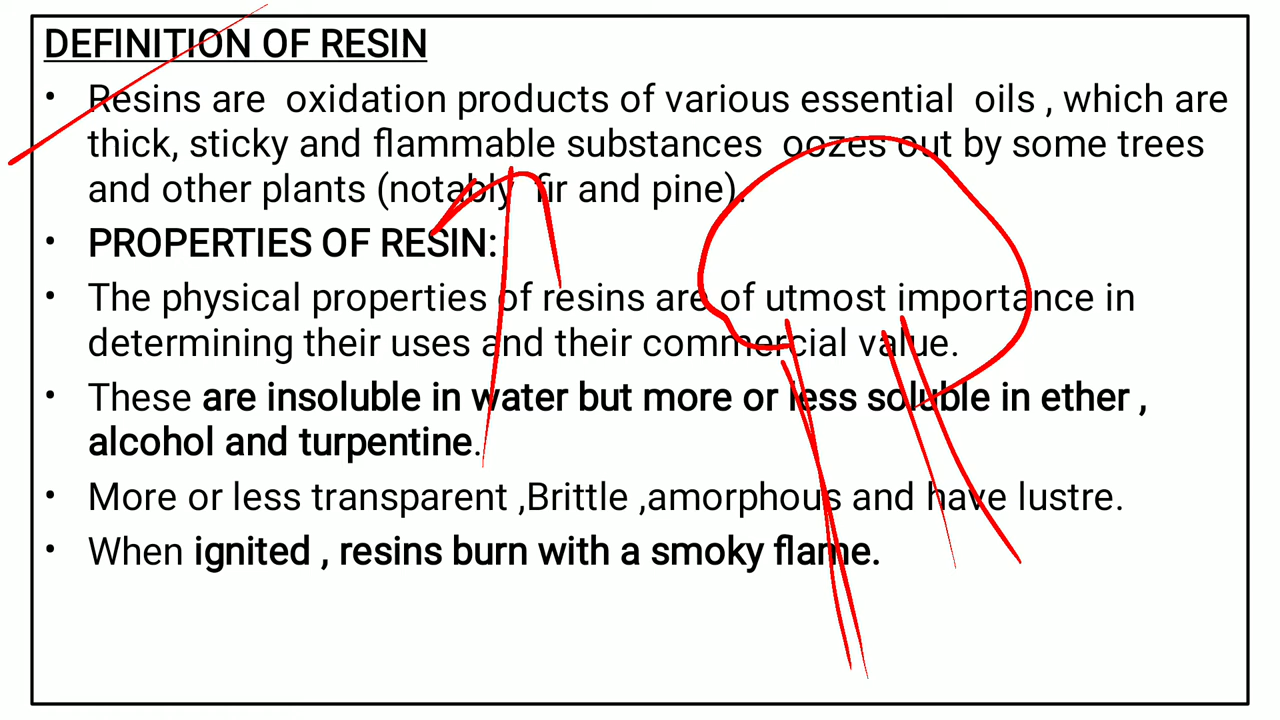 DEFINITION OF RESIN
• Resins are oxidation products of various essential oils , which are
thick, sticky and flammable substances oozes out by some trees
and other plants (notably fir and pine).
• PROPERTIES OF RESIN:
• The physical properties of resins are of utmost importance in
determining their uses and their commercial value.
• These are insoluble in water but more or less soluble in ether ,
alcohol and turpentine.
• More or less transparent ,Brittle ,amorphous and have lustre.
• When ignited , resins burn with a smoky flame.